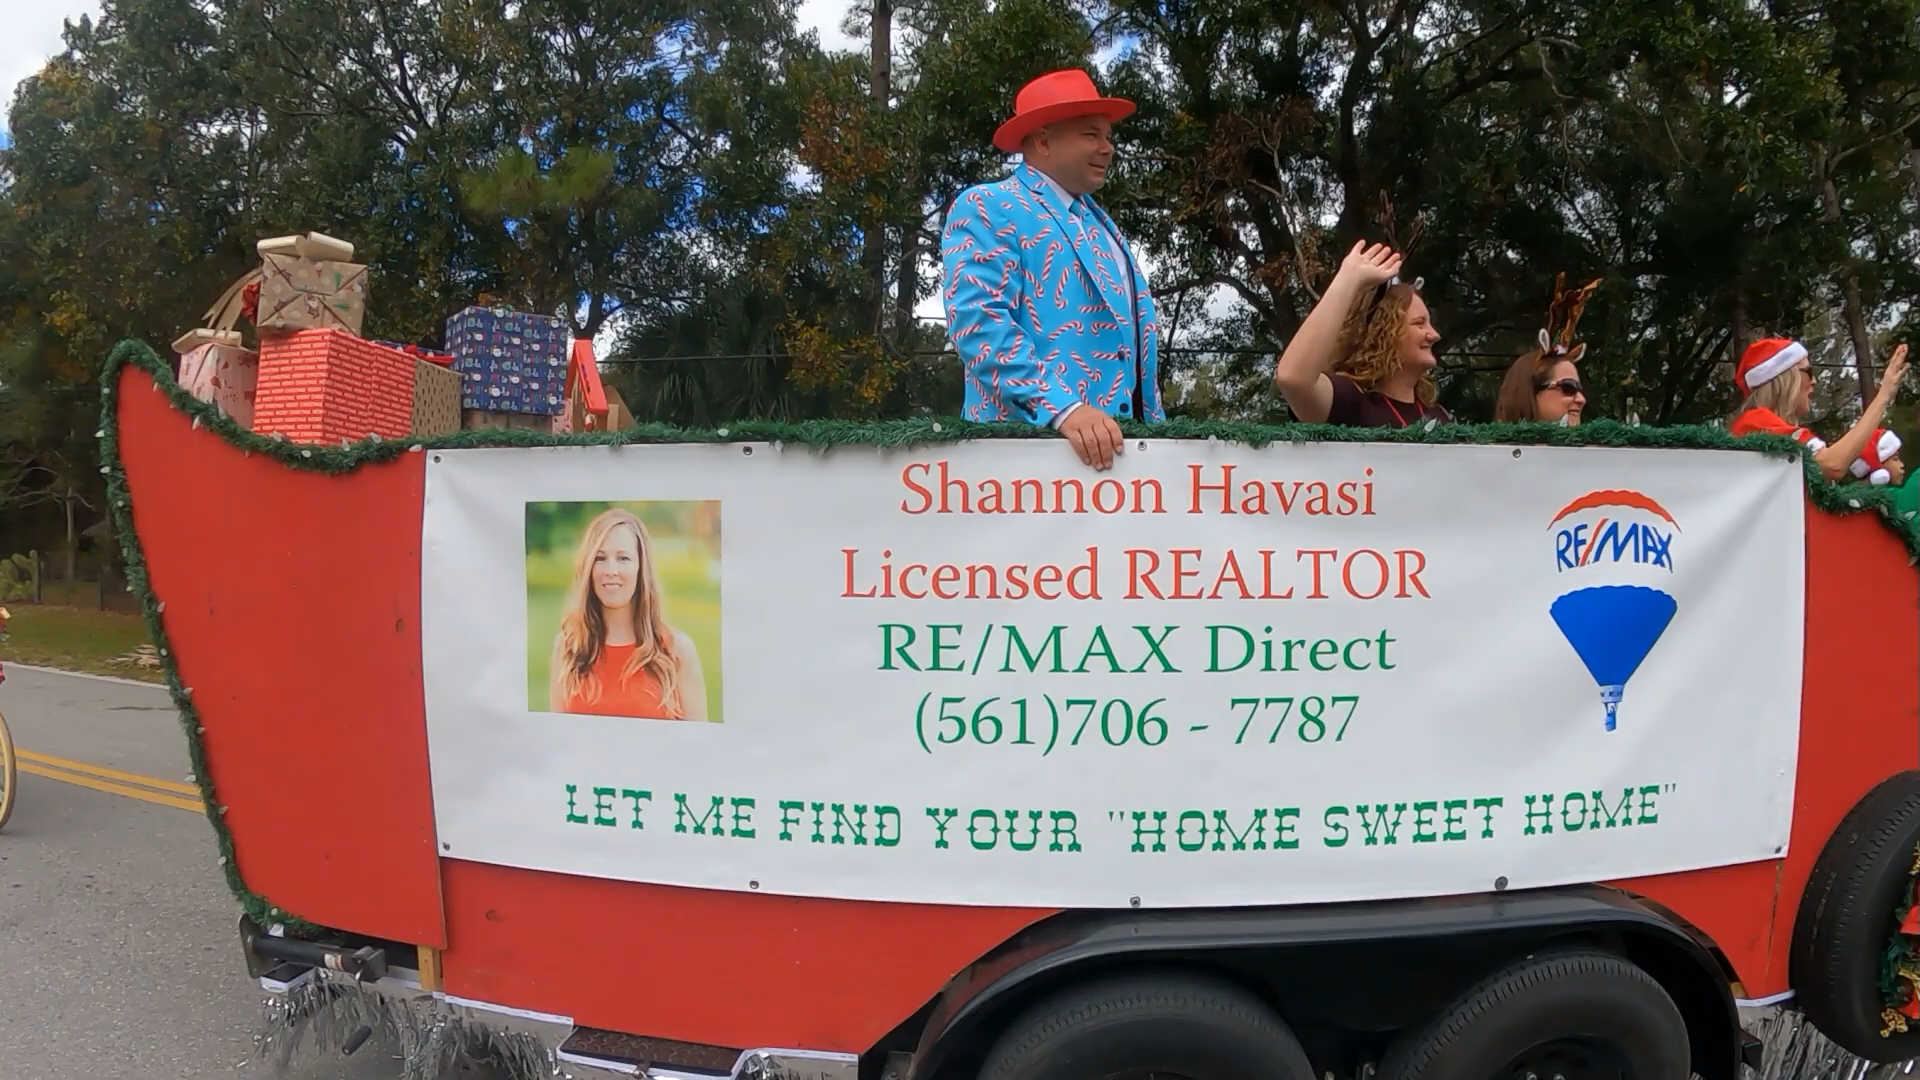 Shannon Havasi
Licensed REALTOR
RE/MAX Direct
(561)706 - 7787
LET ME FIND YOUR "HOME SWEET HOME"
RE/MAX